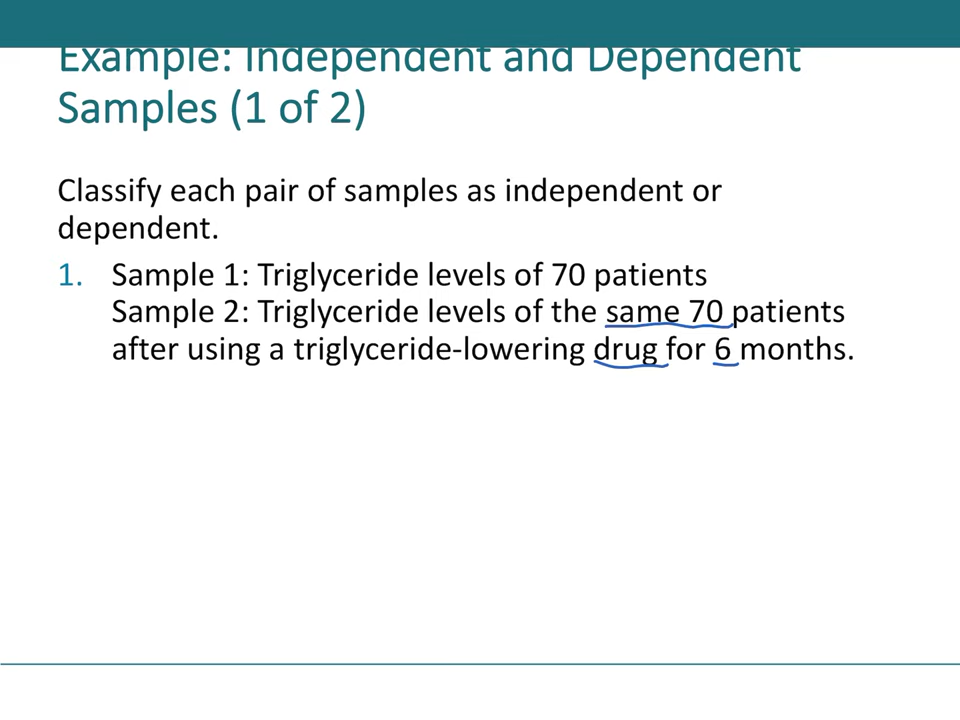 Example: Independent and Dependent
Samples (1 of 2)
Classify each pair of samples as independent or
dependent.
1. Sample 1: Triglyceride levels of 70 patients
Sample 2: Triglyceride levels of the same 70 patients
after using a triglyceride-lowering drug for 6 months.